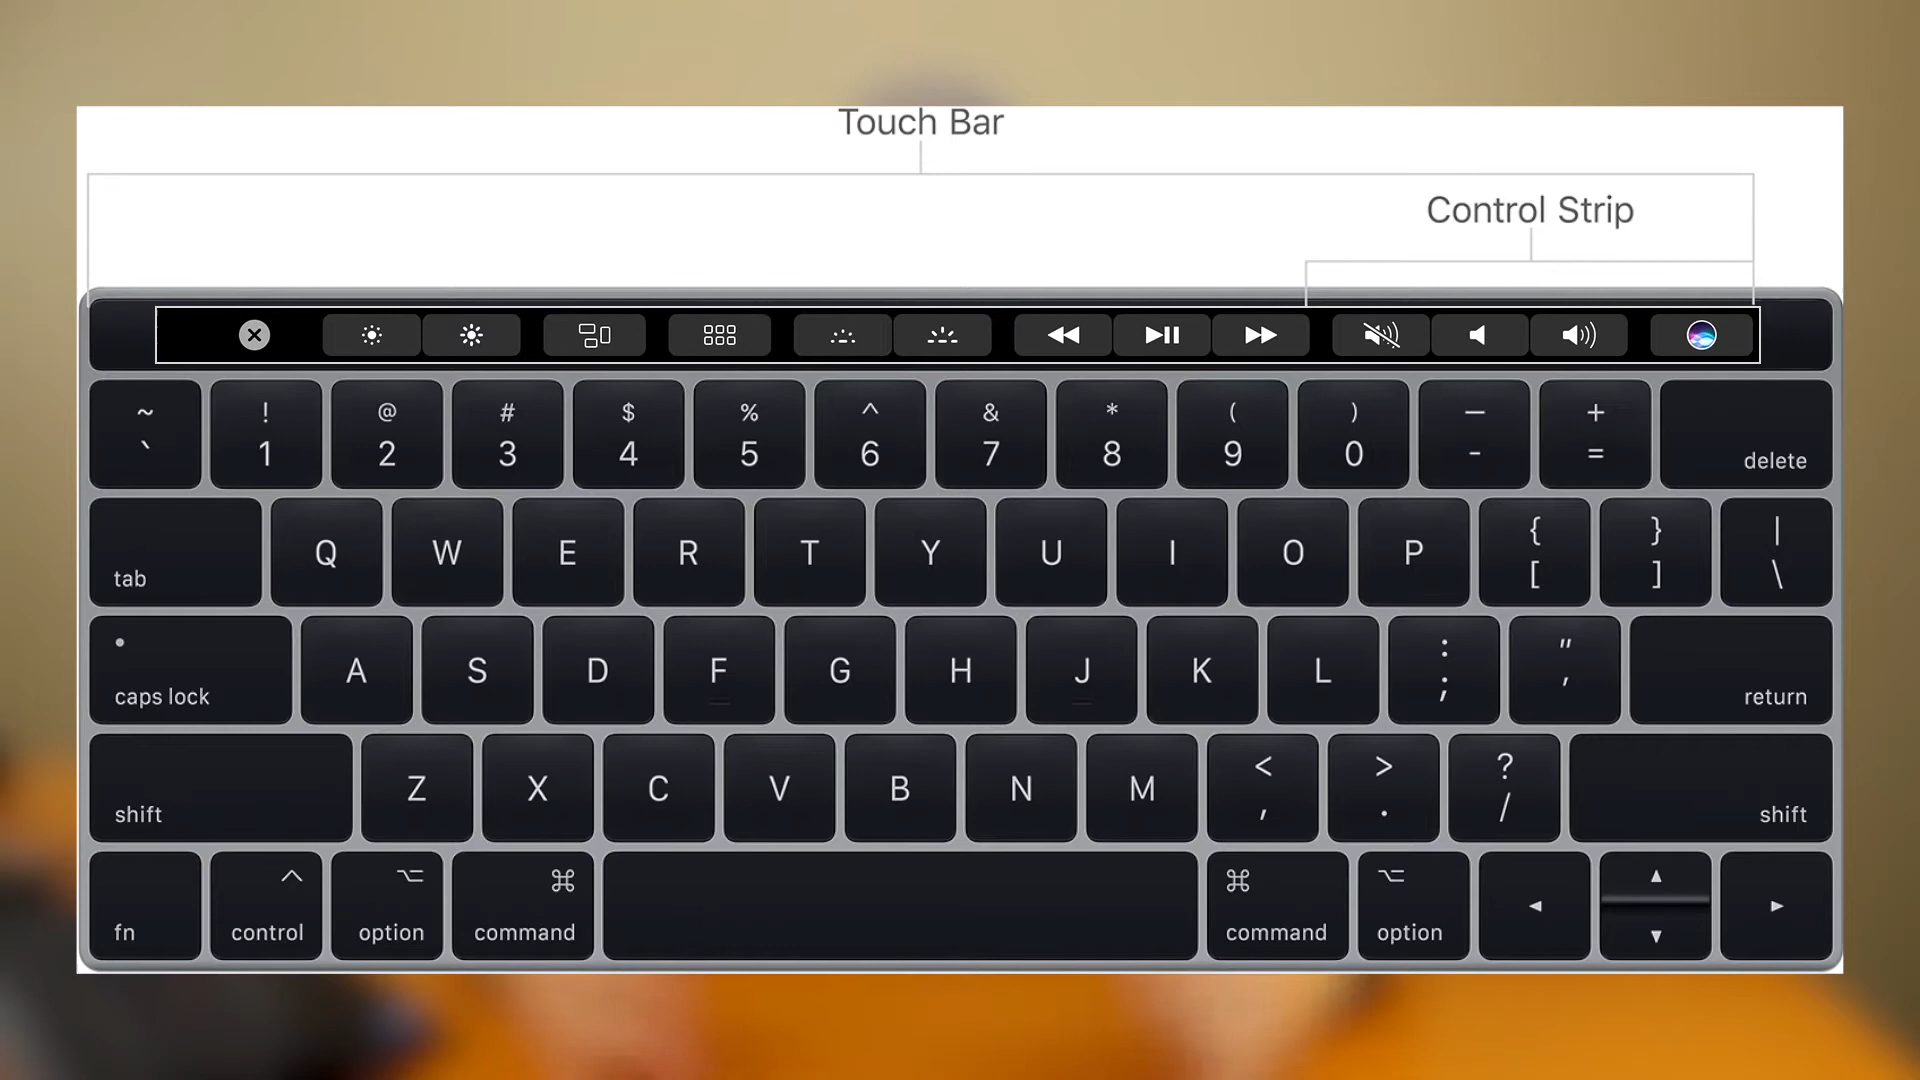 Touch Bar
Control Strip
~ ! @ # $ % ^ & * ( ) — +
` 1 2 3 4 5 6 7 8 9 0 - = delete
tab Q W E R T Y U I O P { [ } ] | \
caps lock A S D F G H J K L : ; " ' return
shift Z X C V B N M < , > . ? / shift
fn control option command command option